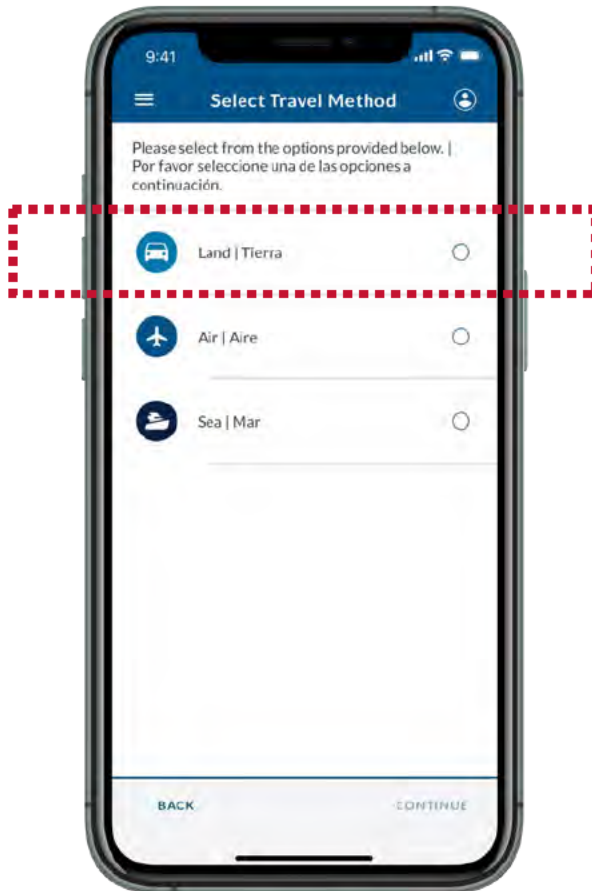 9:41
Select Travel Method
Please select from the options provided below. |
Por favor seleccione una de las opciones a
continuación.
Land | Tierra
Air | Aire
Sea | Mar
BACK CONTINUE